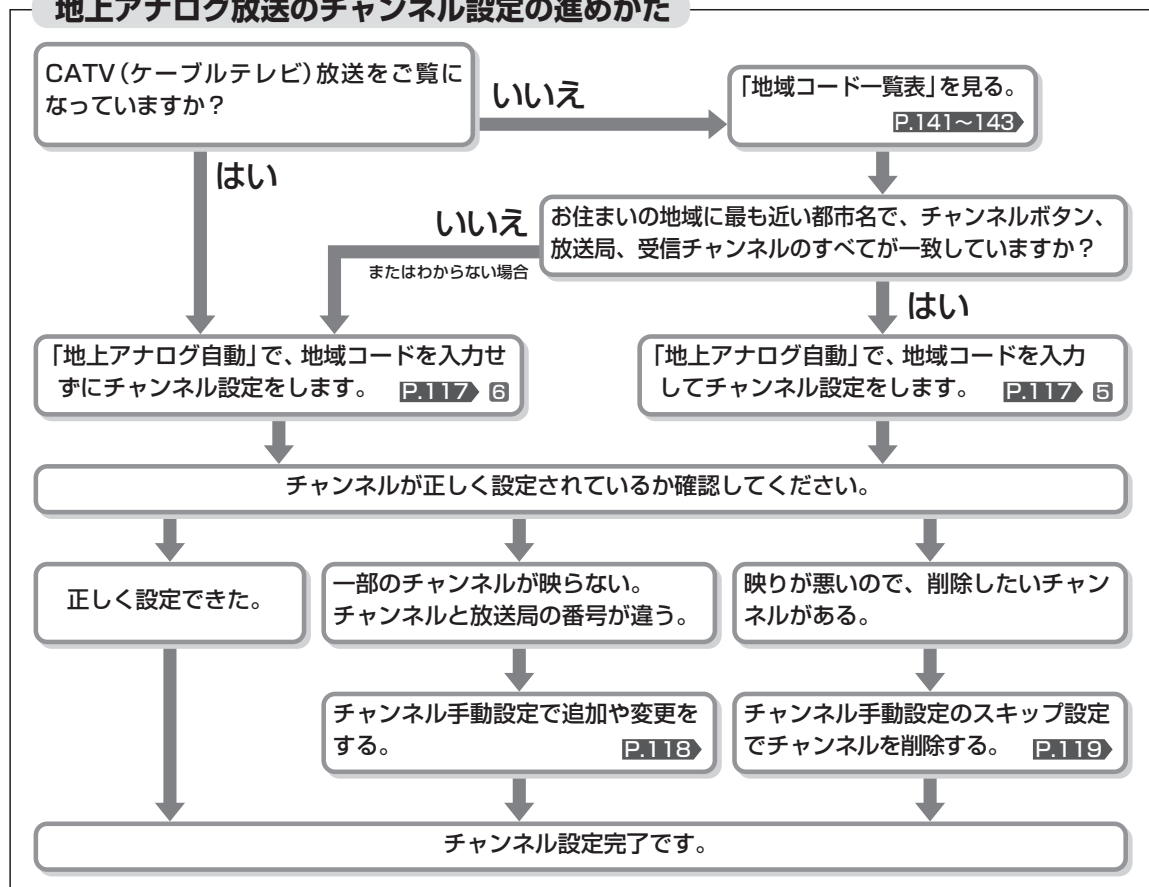 地上アナログ放送のチャンネル設定の進めかた
CATV（ケーブルテレビ）放送をご覧に
なっていますか？
いいえ
「地域コード一覧表」を見る。
P.141～143
はい
お住まいの地域に最も近い都市名で、チャンネルボタン、
放送局、受信チャンネルのすべてが一致していますか？
いいえ
またはわからない場合
はい
「地上アナログ自動」で、地域コードを入力せ
ずにチャンネル設定をします。 P.117 6
「地上アナログ自動」で、地域コードを入力
してチャンネル設定をします。 P.117 5
チャンネルが正しく設定されているか確認してください。
正しく設定できた。
一部のチャンネルが映らない。
チャンネルと放送局の番号が違う。
映りが悪いので、削除したいチャン
ネルがある。
チャンネル手動設定で追加や変更を
する。 P.118
チャンネル手動設定のスキップ設定
でチャンネルを削除する。 P.119
チャンネル設定完了です。